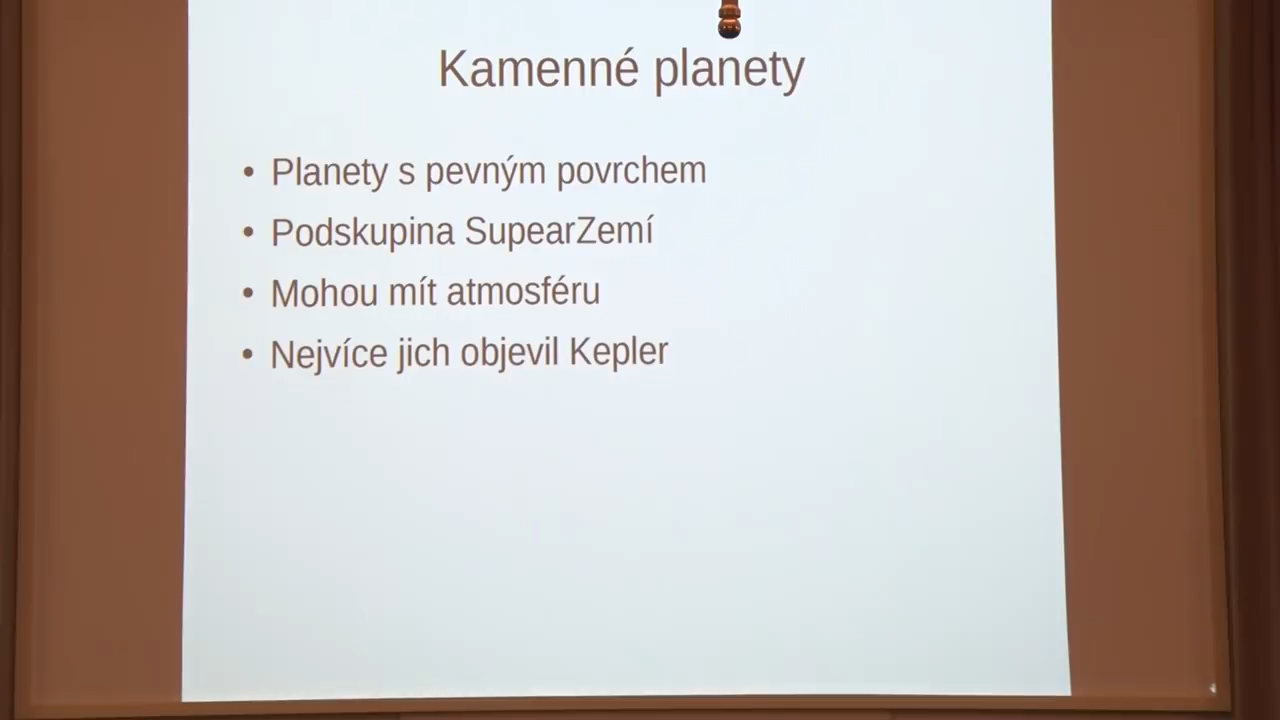 Kamenné planety
• Planety s pevným povrchem
• Podskupina SupearZemí
• Mohou mít atmosféru
• Nejvíce jich objevil Kepler